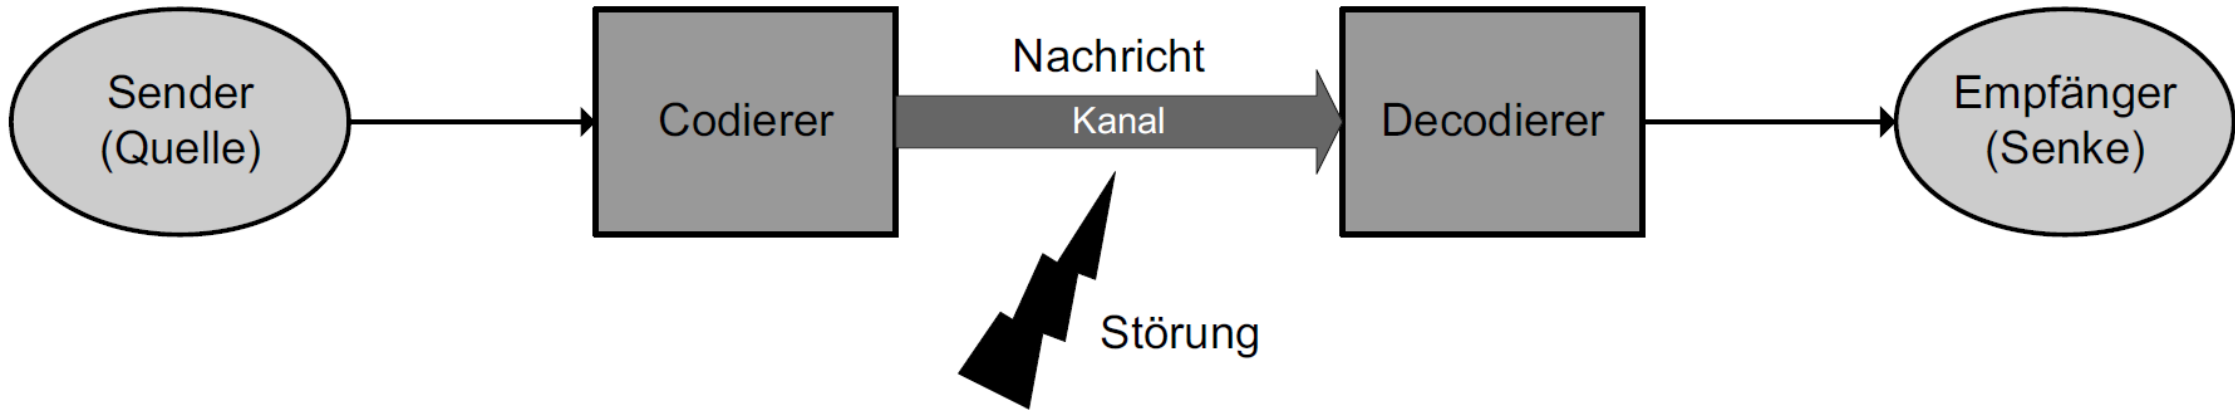 Sender
(Quelle)
Codierer
Nachricht
Kanal
Decodierer
Empfänger
(Senke)
Störung